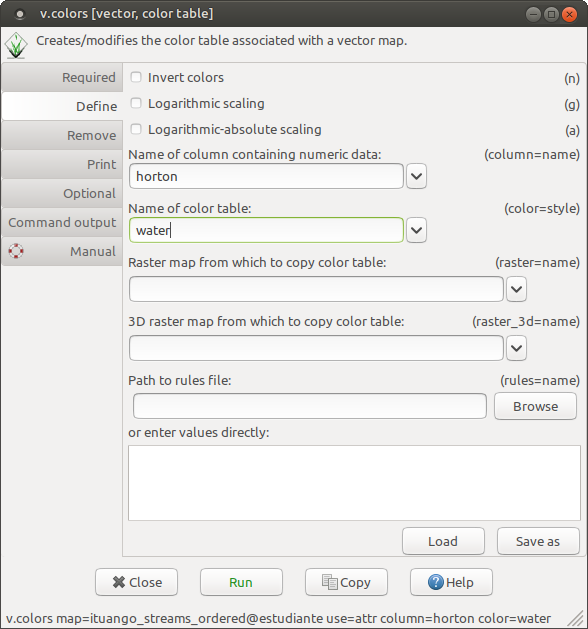 v.colors [vector, color table]
Creates/modifies the color table associated with a vector map.
Required
Define
Remove
Print
Optional
Command output
Manual
Invert colors (n)
Logarithmic scaling (g)
Logarithmic-absolute scaling (a)
Name of column containing numeric data: (column=name)
horton
Name of color table: (color=style)
water
Raster map from which to copy color table: (raster=name)
3D raster map from which to copy color table: (raster_3d=name)
Path to rules file: (rules=name)
Browse
or enter values directly:
Load Save as
Close Run Copy Help
v.colors map=ituango_streams_ordered@estudiante use=attr column=horton color=water